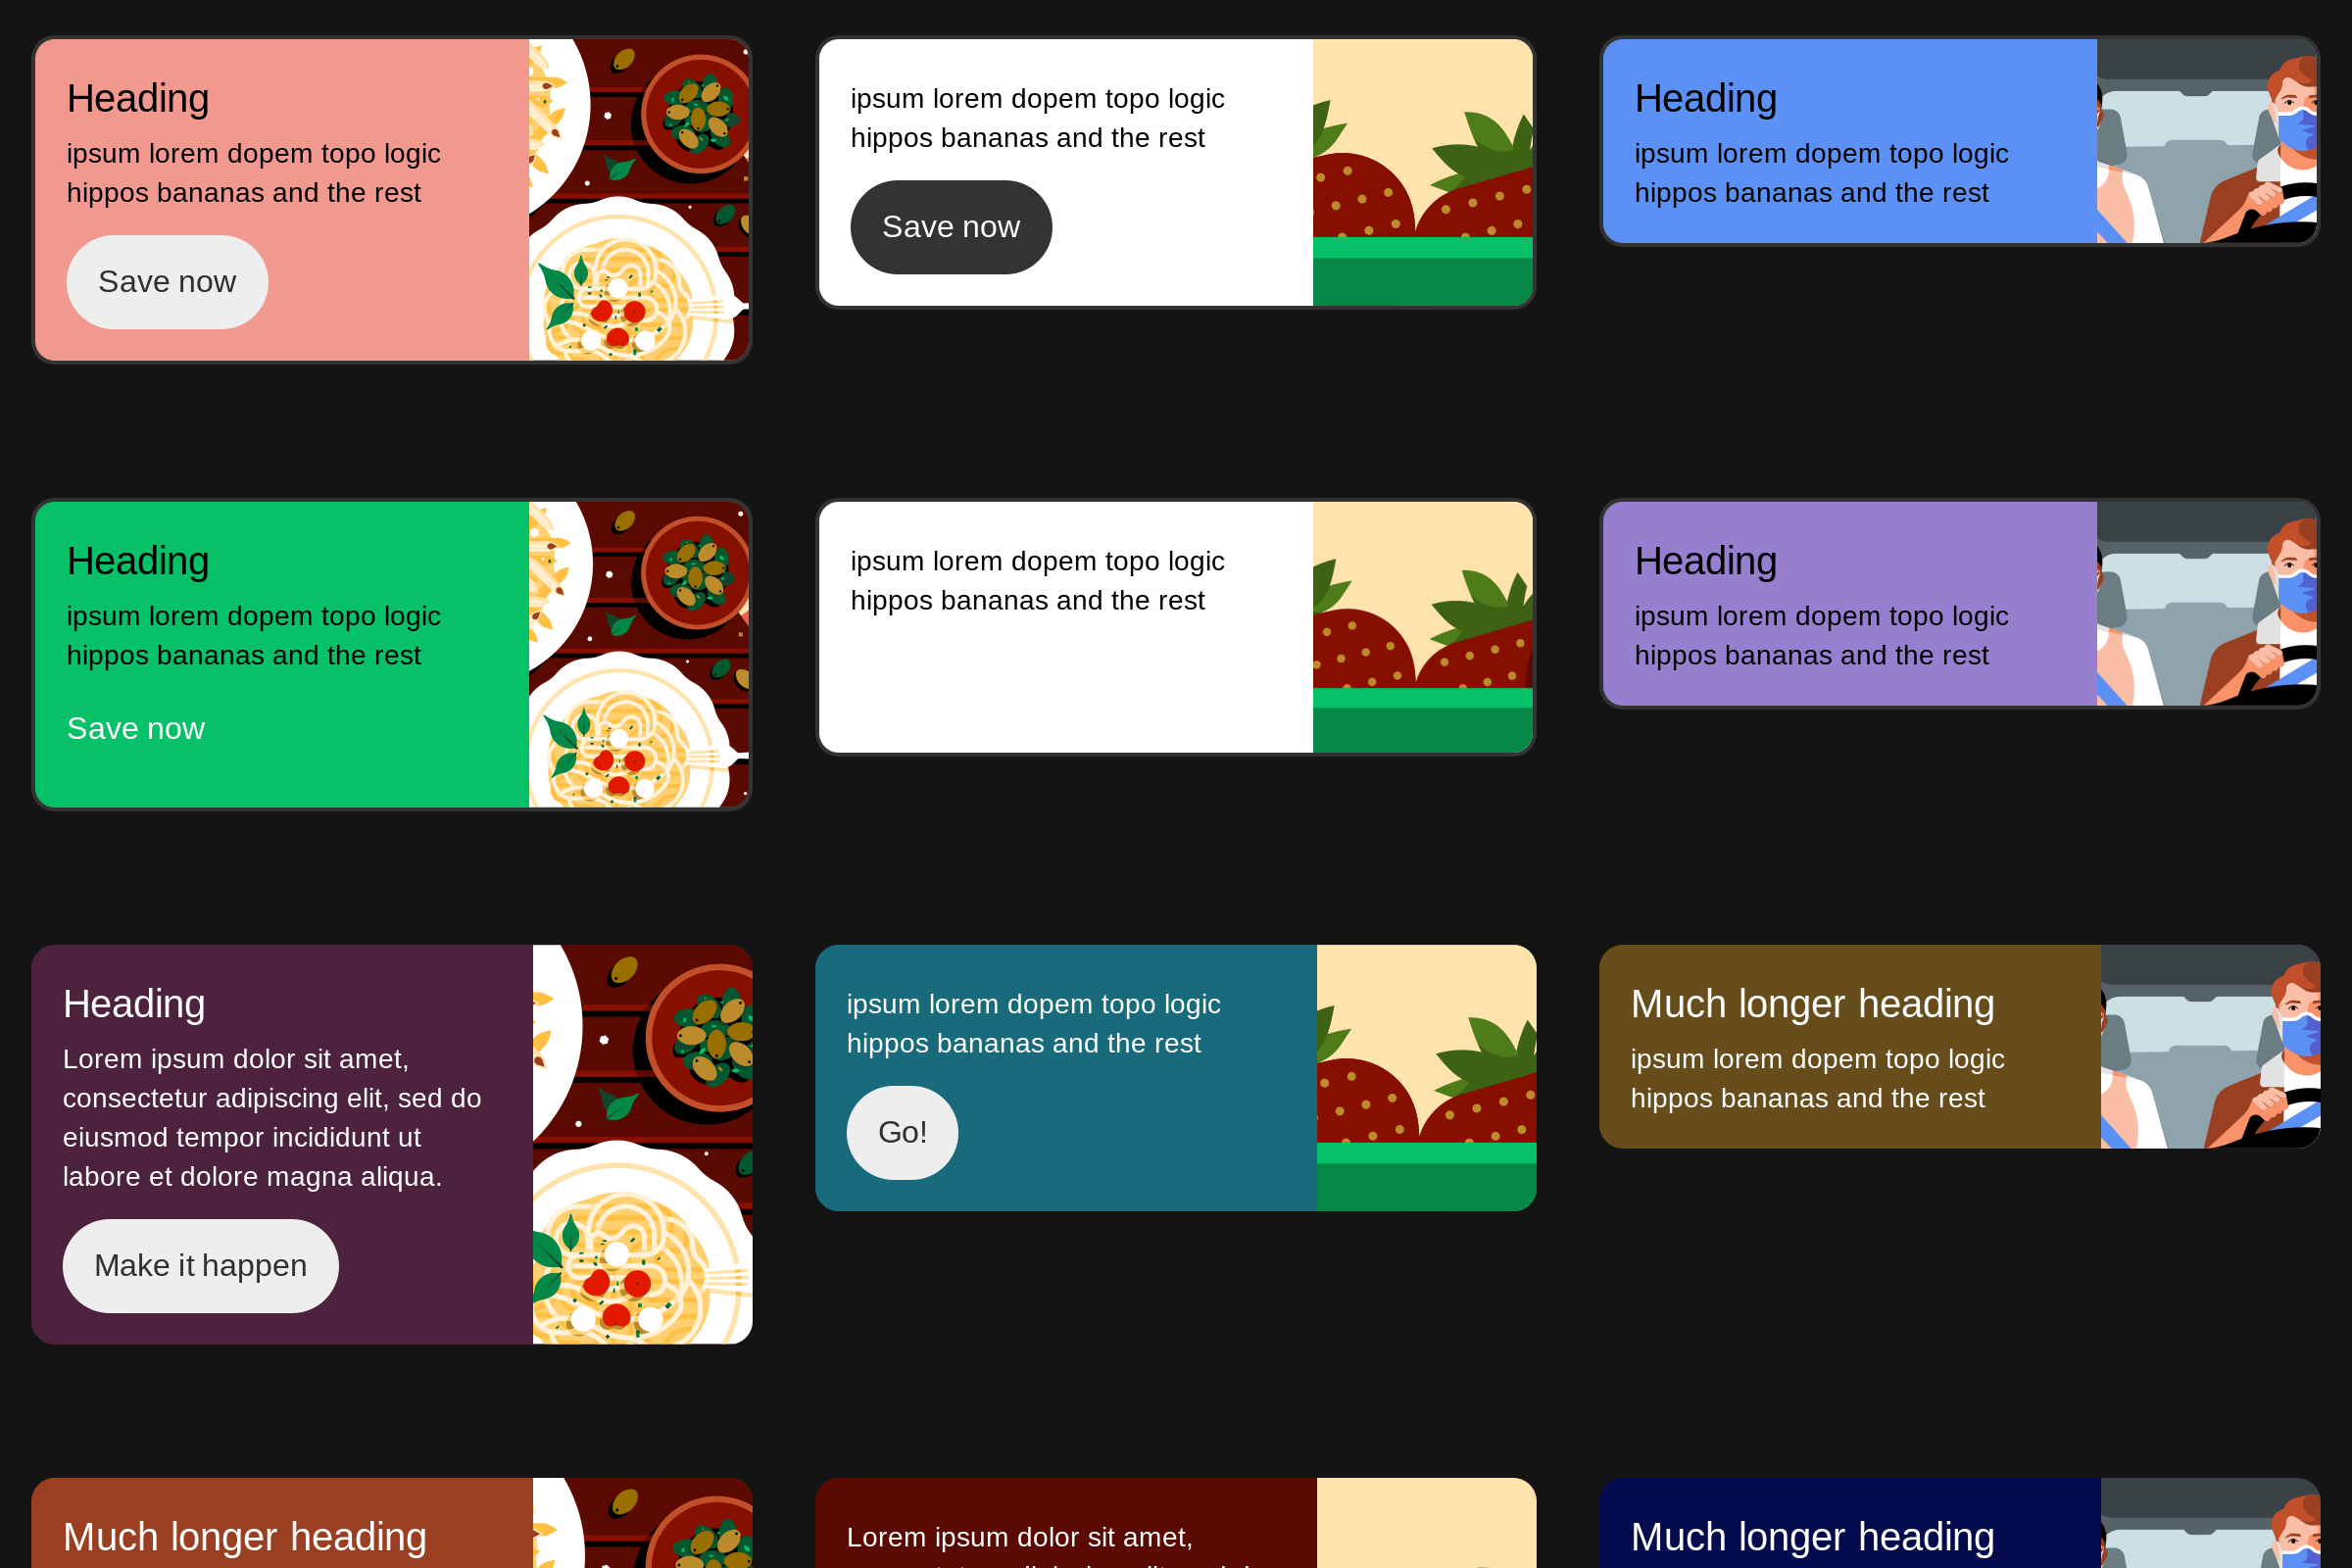 Heading
ipsum lorem dopem topo logic
hippos bananas and the rest
Save now
ipsum lorem dopem topo logic
hippos bananas and the rest
Save now
Heading
ipsum lorem dopem topo logic
hippos bananas and the rest
Heading
ipsum lorem dopem topo logic
hippos bananas and the rest
Save now
ipsum lorem dopem topo logic
hippos bananas and the rest
Heading
ipsum lorem dopem topo logic
hippos bananas and the rest
Heading
Lorem ipsum dolor sit amet,
consectetur adipiscing elit, sed do
eiusmod tempor incididunt ut
labore et dolore magna aliqua.
Make it happen
ipsum lorem dopem topo logic
hippos bananas and the rest
Go!
Much longer heading
ipsum lorem dopem topo logic
hippos bananas and the rest
Much longer heading
Lorem ipsum dolor sit amet,
Much longer heading